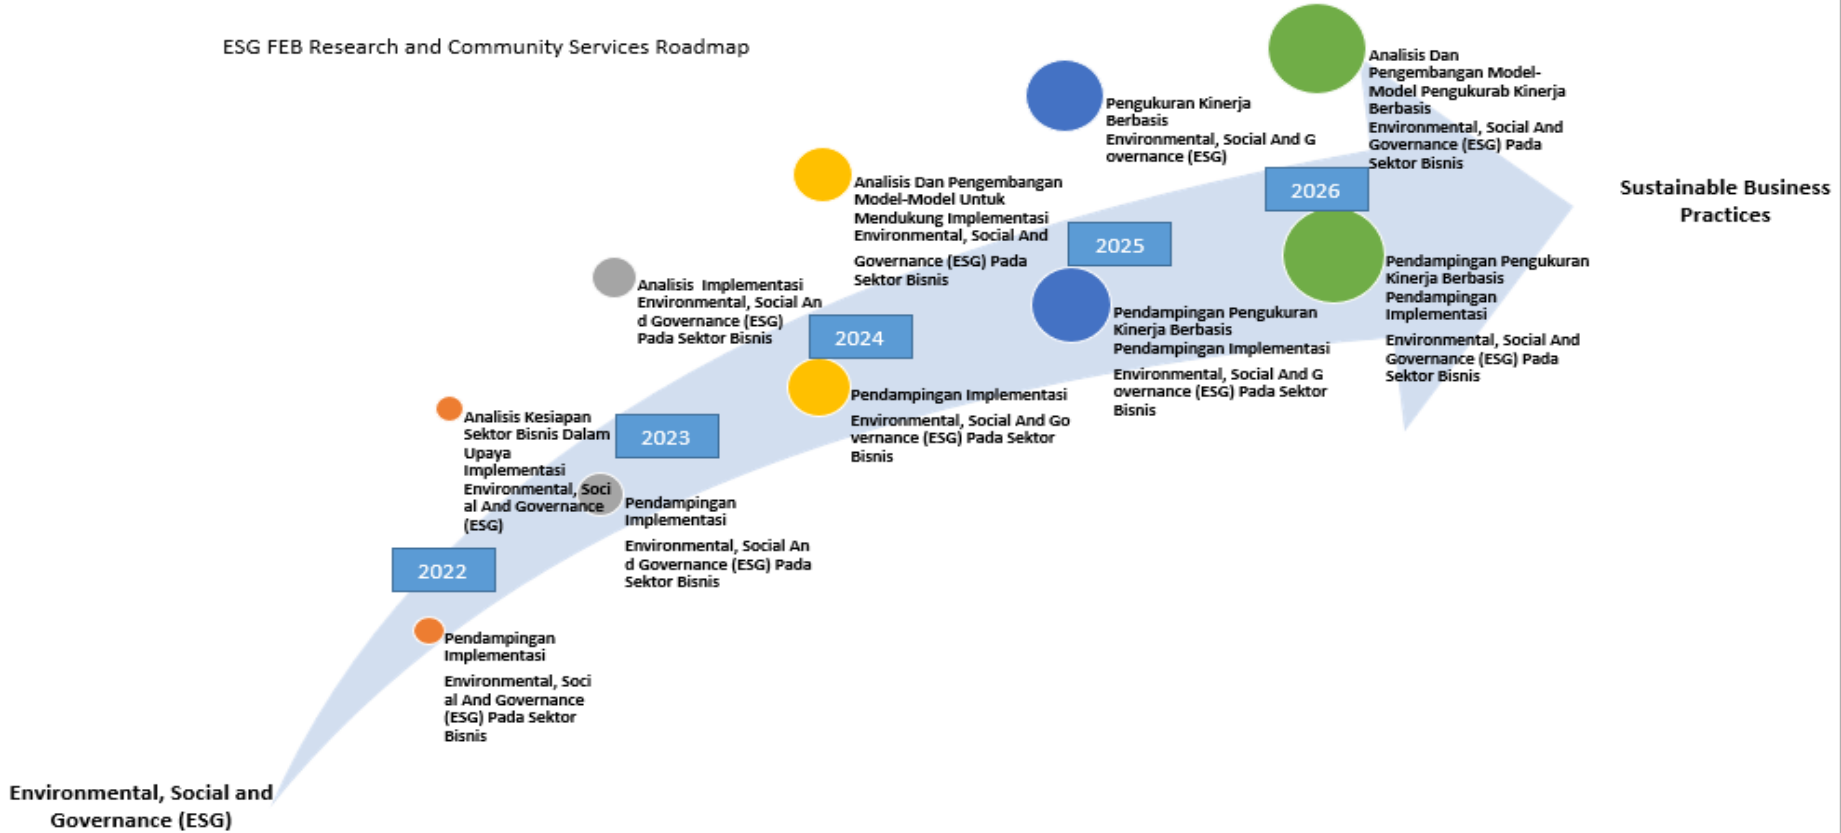 ESG FEB Research and Community Services Roadmap
Analisis Dan
Pengembangan Model-
Model Pengukurab Kinerja
Berbasis
Environmental, Social And
Governance (ESG) Pada
Sektor Bisnis
2026
Pendampingan Pengukuran
Kinerja Berbasis
Pendampingan
Implementasi
Environmental, Social And
Governance (ESG) Pada
Sektor Bisnis
Sustainable Business
Practices
Pengukuran Kinerja
Berbasis
Environmental, Social And G
overnance (ESG)
2025
Pendampingan Pengukuran
Kinerja Berbasis
Pendampingan Implementasi
Environmental, Social And G
overnance (ESG) Pada Sektor
Bisnis
Analisis Dan Pengembangan
Model-Model Untuk
Mendukung Implementasi
Environmental, Social And
Governance (ESG) Pada
Sektor Bisnis
2024
Pendampingan Implementasi
Environmental, Social And Go
vernance (ESG) Pada Sektor
Bisnis
Analisis  Implementasi
Environmental, Social An
d Governance (ESG)
Pada Sektor Bisnis
2023
Pendampingan
Implementasi
Environmental, Social An
d Governance (ESG) Pada
Sektor Bisnis
Analisis Kesiapan
Sektor Bisnis Dalam
Upaya
Implementasi
Environmental, Soci
al And Governance
(ESG)
2022
Pendampingan
Implementasi
Environmental, Soci
al And Governance
(ESG) Pada Sektor
Bisnis
Environmental, Social and
Governance (ESG)